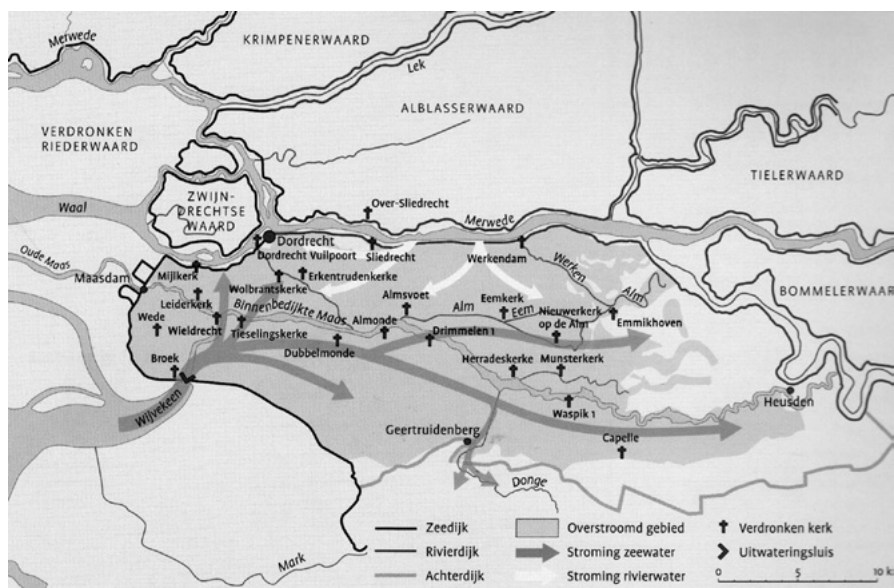 Merwede
KRIMPENERWAARD
Lek
ALBLASSERWAARD
VERDRONKEN
RIEDERWAARD
TIELERWAARD
ZWIJN-
DRECHTSE
WAARD
Waal
Over-Sliedrecht
Merwede
Dordrecht
Dordrecht Vuilpoort
Sliedrecht
Werkendam
Oude Maas
Maasdam
Mijlkerk
Wolbrantskerke
Erkentrudenkerke
Werken
Alm
BOMMELERWAAR
Leiderkerk
Binnenbedijkte Maas
Almsvoet
Alm
Eemkerk
Eem
Nieuwerkerk
op de Alm
Emmikhoven
Wede
Wieldrecht
Tieselingskerke
Almonde
Drimmelen 1
Dubbelmonde
Broek
Herradeskerke
Munsterkerk
Wijvekeen
Waspik 1
Heusden
Geertruidenberg
Capelle
Donge
Mark
Zeedijk
Rivierdijk
Achterdijk
Overstroomd gebied
Stroming zeewater
Stroming rivierwater
Verdronken kerk
Uitwateringsluis
0
10 k